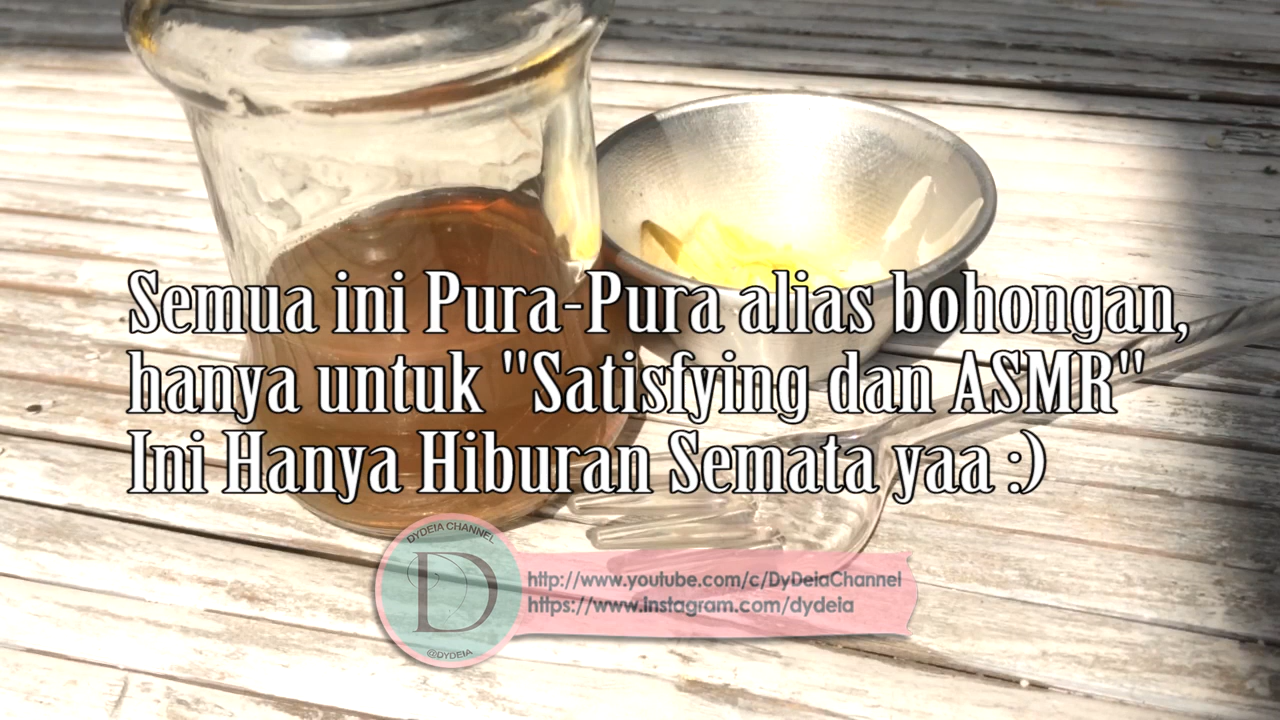 Semua ini Pura-Pura alias bohongan,
hanya untuk "Satisfying dan ASMR"
Ini Hanya Hiburan Semata yaa :)
DYDEIA CHANNEL
D
@DYDEIA
http://www.youtube.com/c/DyDeiaChannel
https://www.instagram.com/dydeia